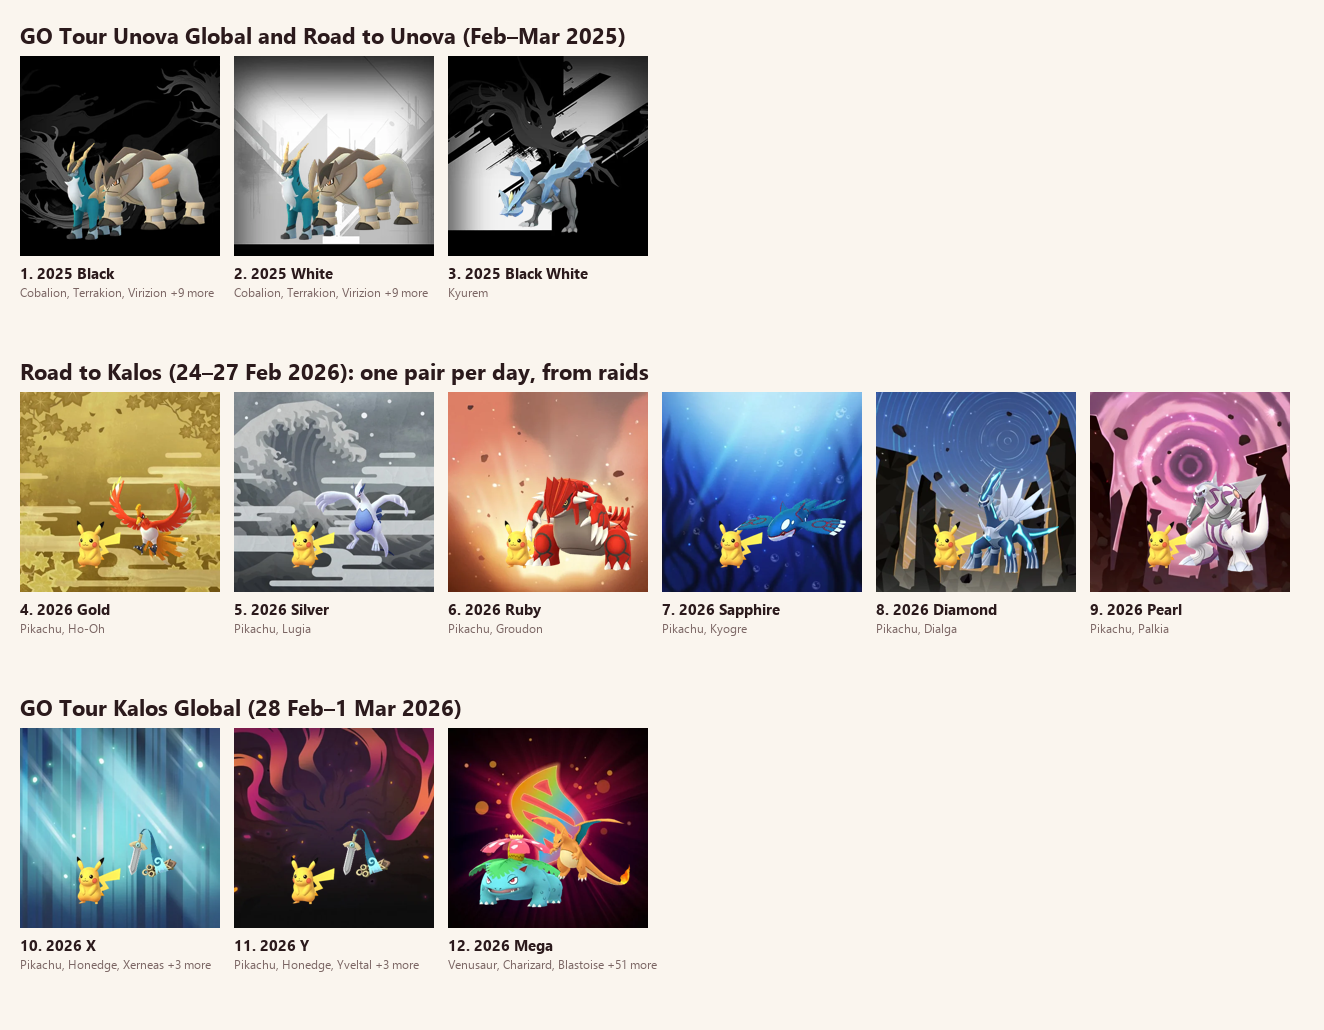 GO Tour Unova Global and Road to Unova (Feb–Mar 2025)
1. 2025 Black
Cobalion, Terrakion, Virizion +9 more
2. 2025 White
Cobalion, Terrakion, Virizion +9 more
3. 2025 Black White
Kyurem
Road to Kalos (24–27 Feb 2026): one pair per day, from raids
4. 2026 Gold
Pikachu, Ho-Oh
5. 2026 Silver
Pikachu, Lugia
6. 2026 Ruby
Pikachu, Groudon
7. 2026 Sapphire
Pikachu, Kyogre
8. 2026 Diamond
Pikachu, Dialga
9. 2026 Pearl
Pikachu, Palkia
GO Tour Kalos Global (28 Feb–1 Mar 2026)
10. 2026 X
Pikachu, Honedge, Xerneas +3 more
11. 2026 Y
Pikachu, Honedge, Yveltal +3 more
12. 2026 Mega
Venusaur, Charizard, Blastoise +51 more